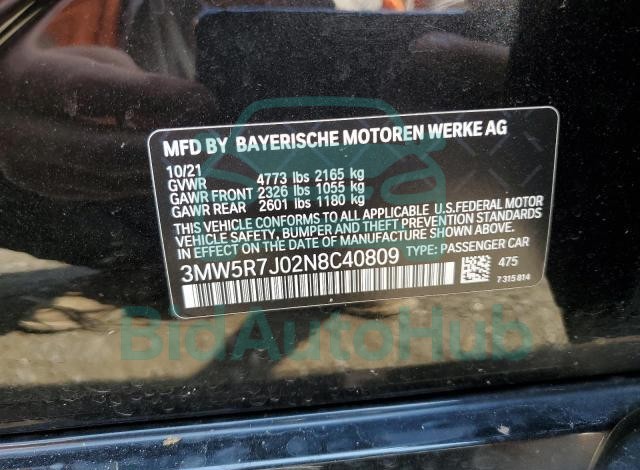 MFD BY BAYERISCHE MOTOREN WERKE AG
10/21
GVWR 4773 lbs 2165 kg
GAWR FRONT 2326 lbs 1055 kg
GAWR REAR 2601 lbs 1180 kg
THIS VEHICLE CONFORMS TO ALL APPLICABLE U.S.FEDERAL MOTOR
VEHICLE SAFETY, BUMPER, AND THEFT PREVENTION STANDARDS
IN EFFECT ON THE DATE OF MANUFACTURE SHOWN ABOVE.
3MW5R7J02N8C40809 TYPE: PASSENGER CAR
475
7 315 814
BidAutoHub